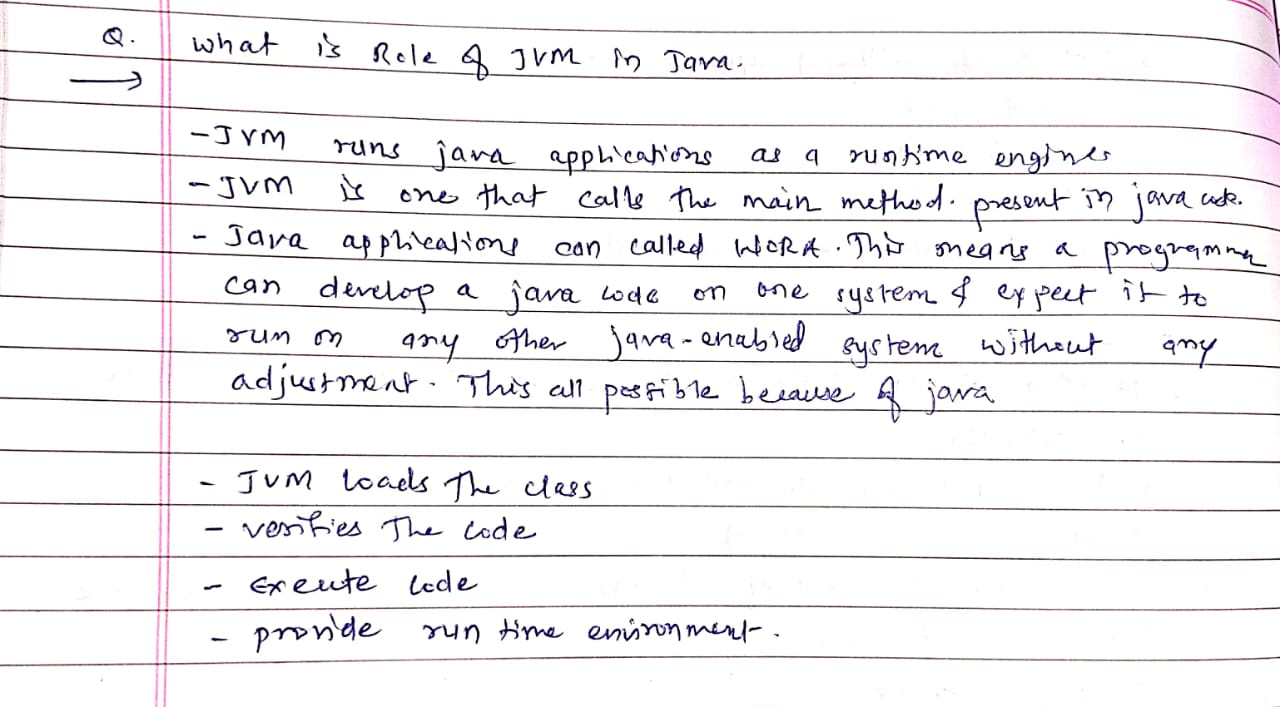 Q. What is Role of JVM in Java.
- JVM runs java applications as a runtime engines
- JVM is one that calls the main method. present in java code.
- Java applications can called WORA. This means a programmer
can develop a java code on one system & expect it to
run on any other java-enabled system without any
adjustment. This all possible because of java
- JVM loads the class
- verifies the code
- Exeute code
- provide run time environment.